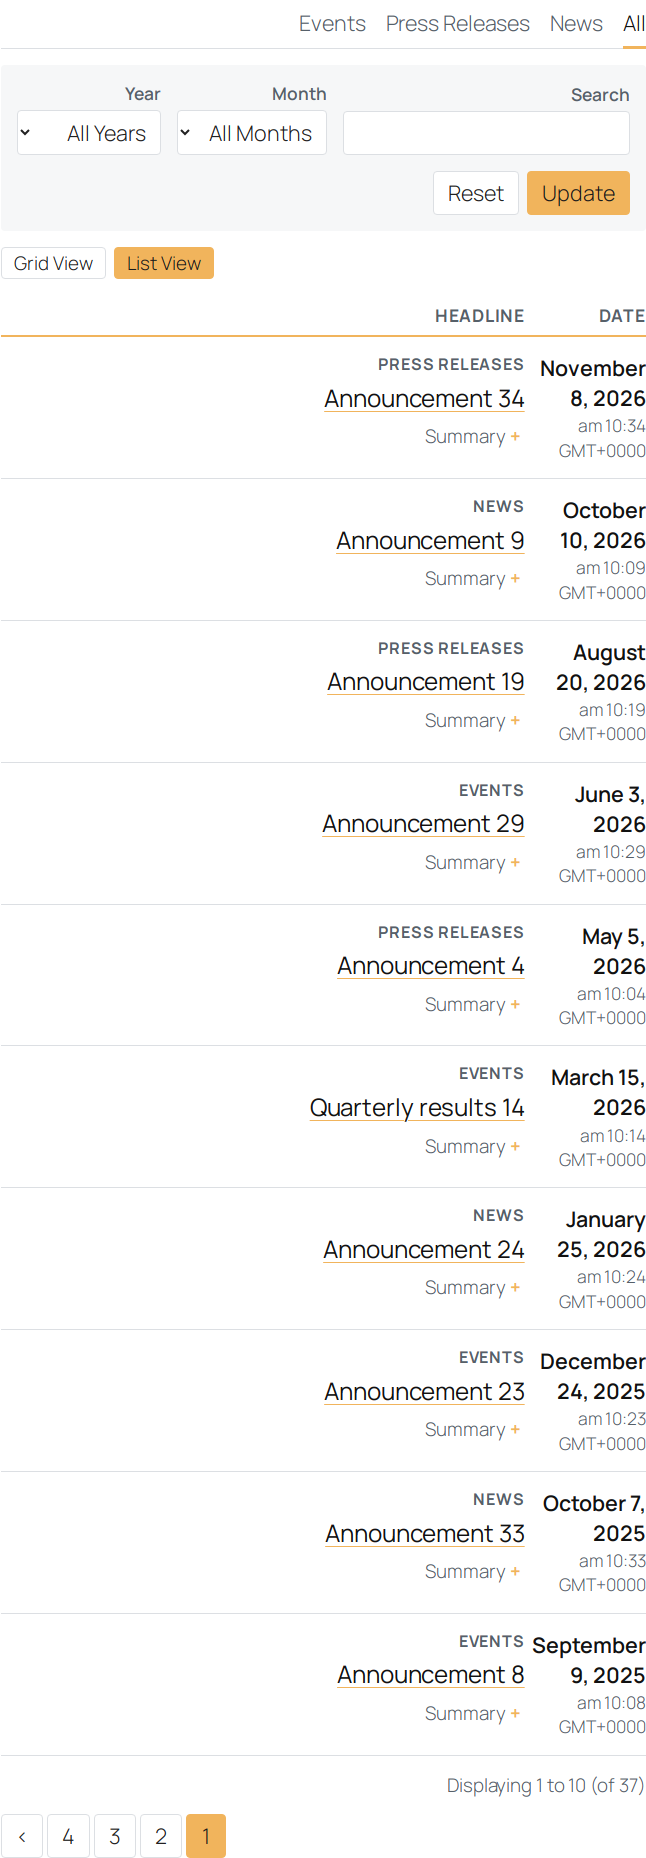 All
News
Press Releases
Events
Year
Month
Search
All Years
All Months
Update
Reset
Grid View
List View
DATE
HEADLINE
November
8, 2026
am 10:34
GMT+0000
PRESS RELEASES
Announcement 34
Summary +
October
10, 2026
am 10:09
GMT+0000
NEWS
Announcement 9
Summary +
August
20, 2026
am 10:19
GMT+0000
PRESS RELEASES
Announcement 19
Summary +
June 3,
2026
am 10:29
GMT+0000
EVENTS
Announcement 29
Summary +
May 5,
2026
am 10:04
GMT+0000
PRESS RELEASES
Announcement 4
Summary +
March 15,
2026
am 10:14
GMT+0000
EVENTS
Quarterly results 14
Summary +
January
25, 2026
am 10:24
GMT+0000
NEWS
Announcement 24
Summary +
December
24, 2025
am 10:23
GMT+0000
EVENTS
Announcement 23
Summary +
October 7,
2025
am 10:33
GMT+0000
NEWS
Announcement 33
Summary +
September
9, 2025
am 10:08
GMT+0000
EVENTS
Announcement 8
Summary +
Displaying 1 to 10 (of 37)
‹ 4 3 2 1